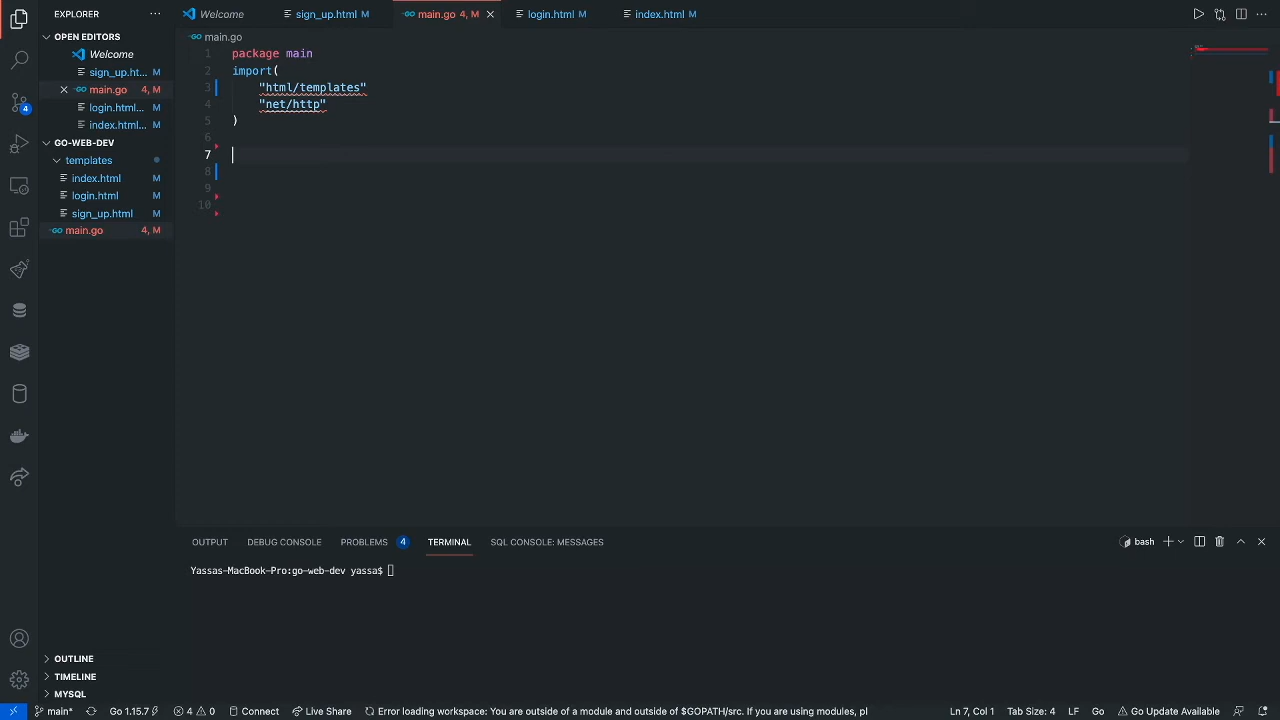 EXPLORER ...
OPEN EDITORS
Welcome
sign_up.ht... M
main.go 4, M
login.html... M
index.html... M
GO-WEB-DEV
templates
index.html M
login.html M
sign_up.html M
main.go 4, M
OUTLINE
TIMELINE
MYSQL
4
Welcome sign_up.html M main.go 4, M login.html M index.html M
main.go
1 package main
2 import(
3 "html/templates"
4 "net/http"
5 )
6
7
8
9
10
OUTPUT DEBUG CONSOLE PROBLEMS 4 TERMINAL SQL CONSOLE: MESSAGES bash
Yassas-MacBook-Pro:go-web-dev yassa$
main* Go 1.15.7 4 0 Connect Live Share Error loading workspace: You are outside of a module and outside of $GOPATH/src. If you are using modules, pl Ln 7, Col 1 Tab Size: 4 LF Go Go Update Available